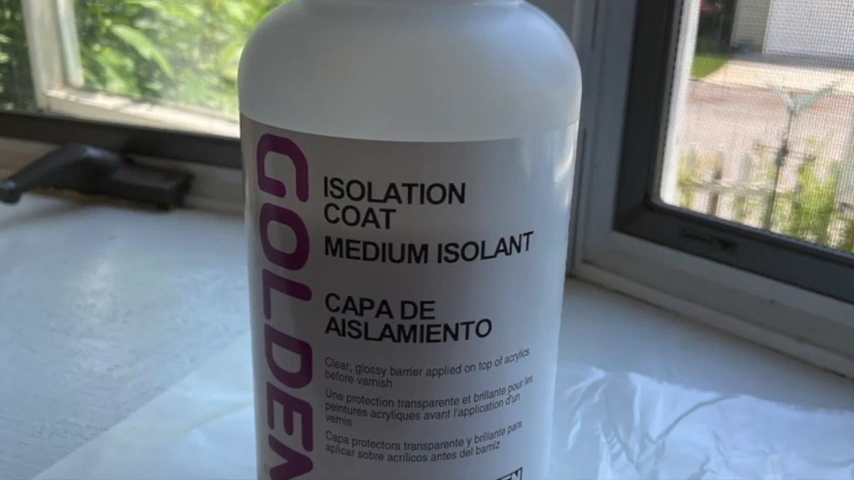 GOLDEN
ISOLATION
COAT
MEDIUM ISOLANT
CAPA DE
AISLAMIENTO
Clear, glossy barrier applied on top of acrylics
before varnish
Une protection transparente et brillante pour les
peintures acryliques avant l'application d'un
vernis
Capa protectora transparente y brillante para
aplicar sobre acrílicos antes del barniz